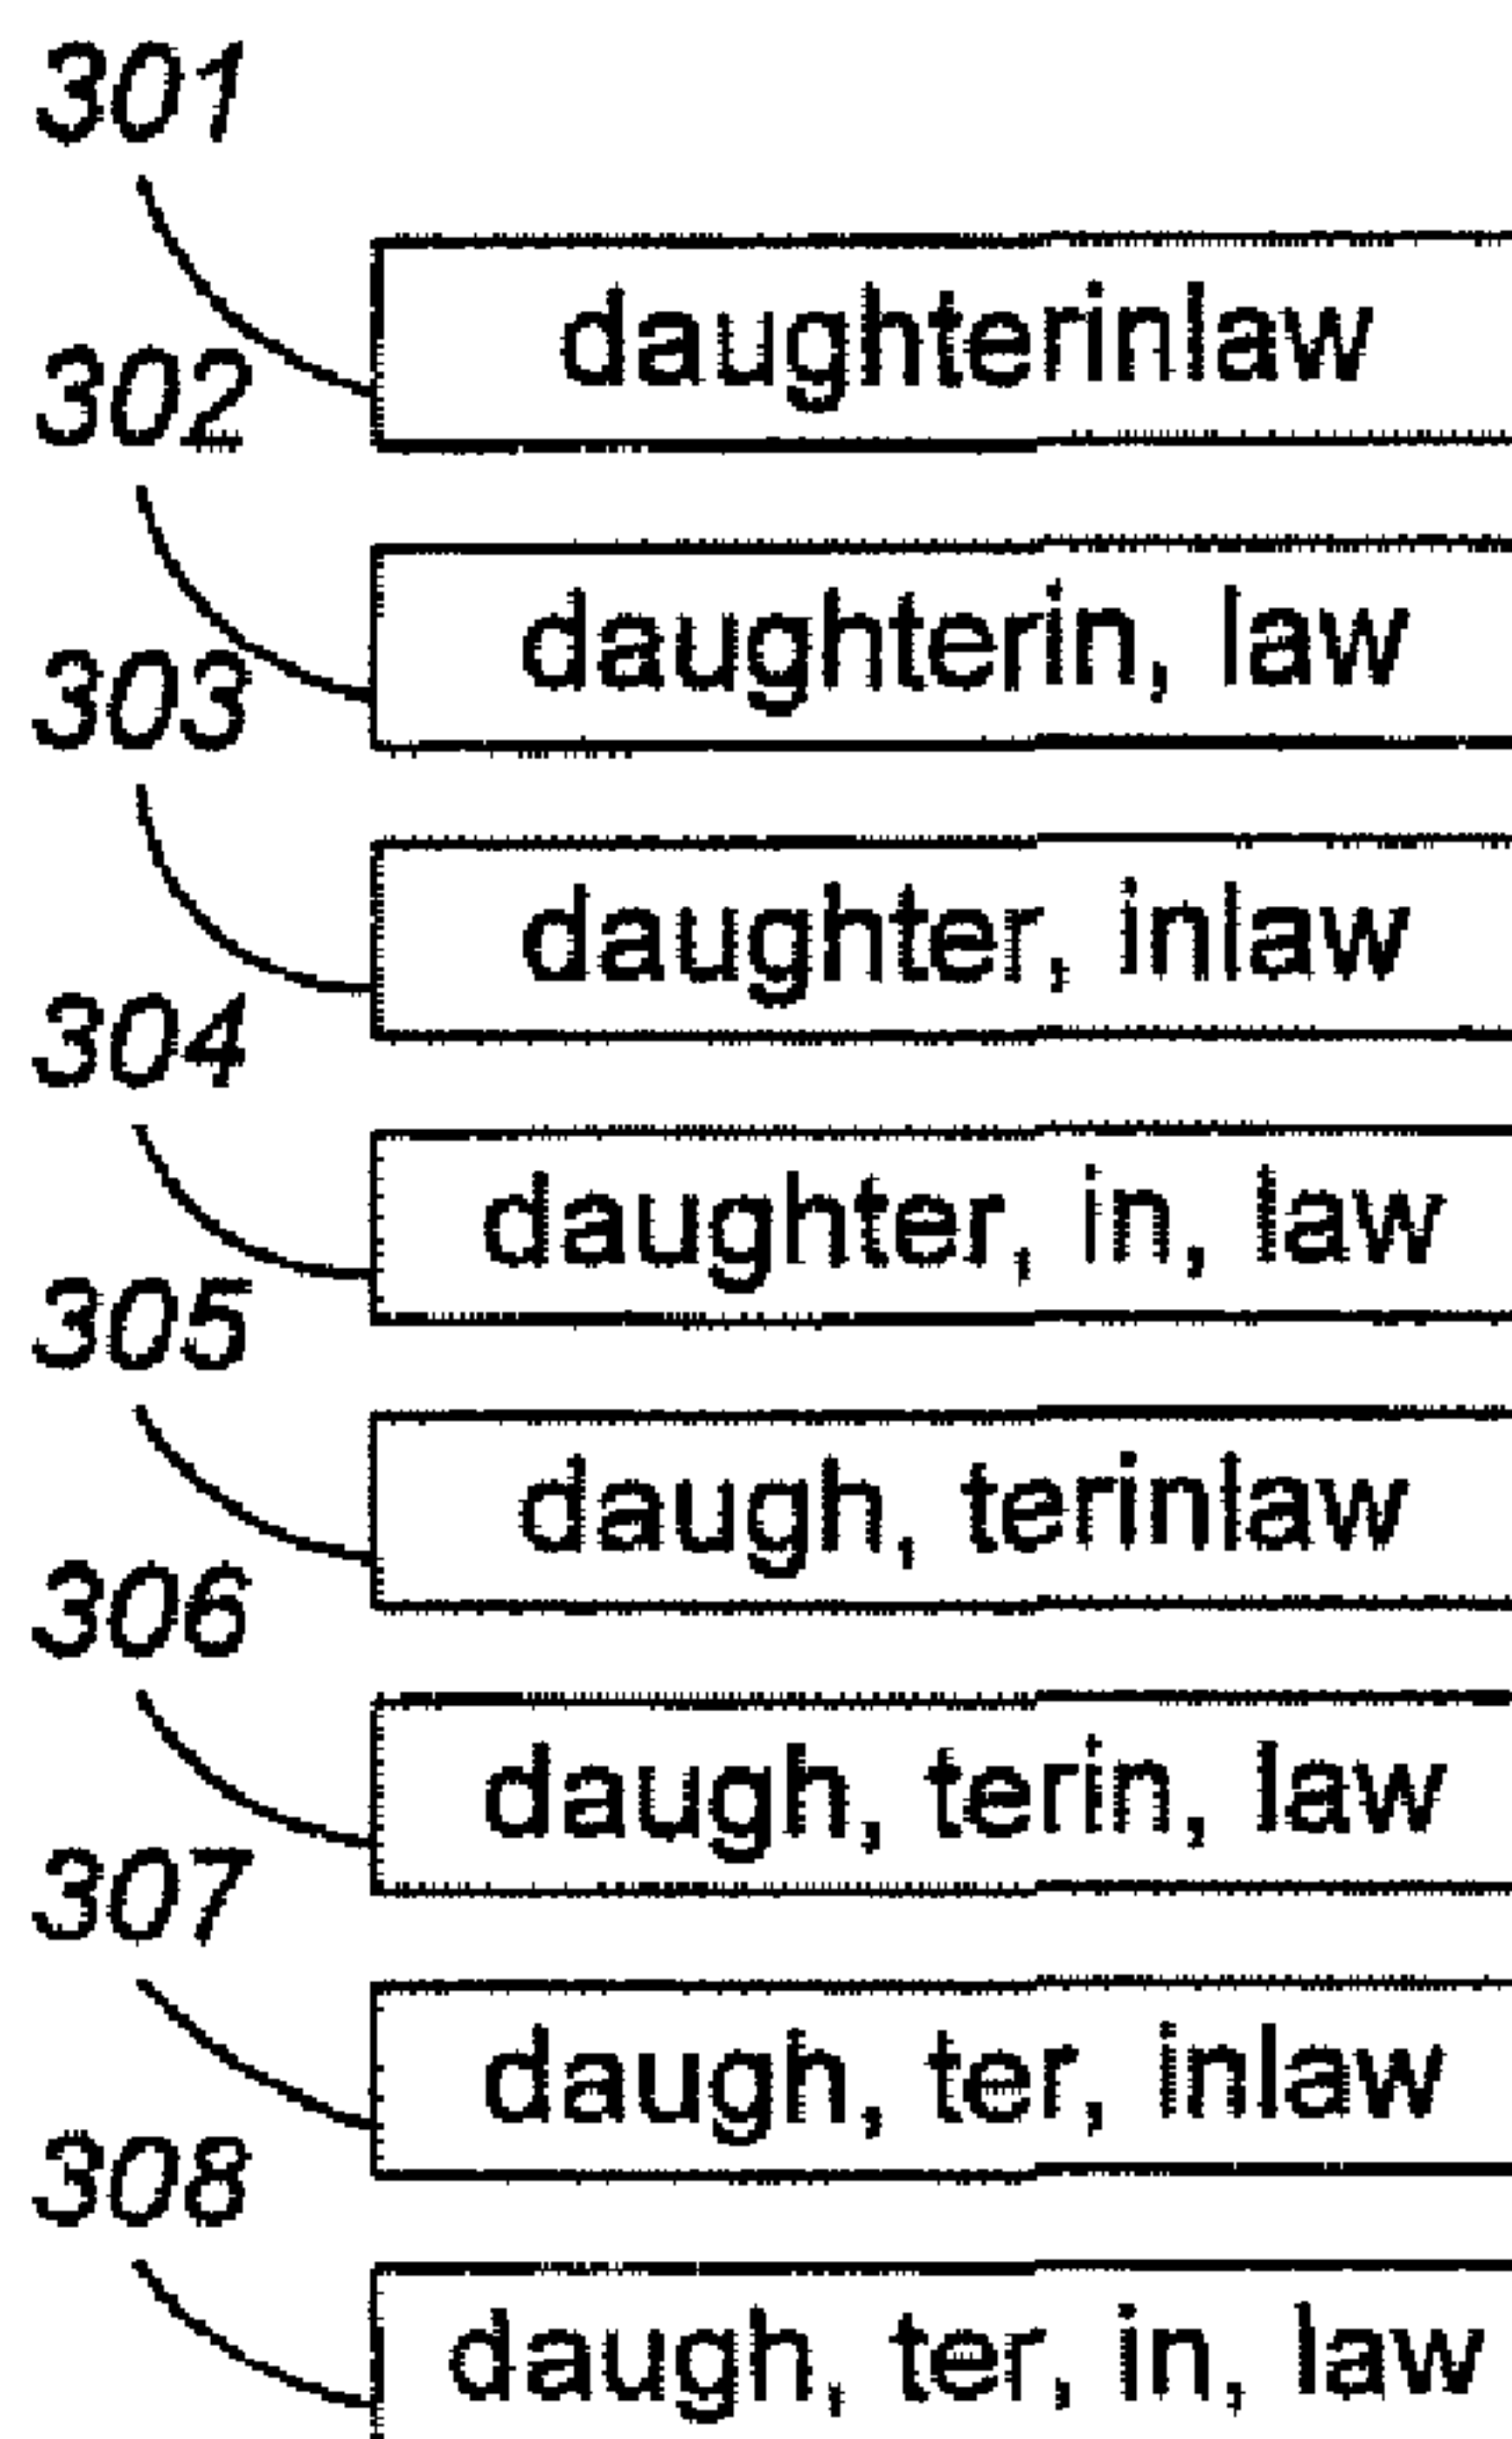 301
daughterinlaw
302
daughterin, law
303
daughter, inlaw
304
daughter, in, law
305
daugh, terinlaw
306
daugh, terin, law
307
daugh, ter, inlaw
308
daugh, ter, in, law